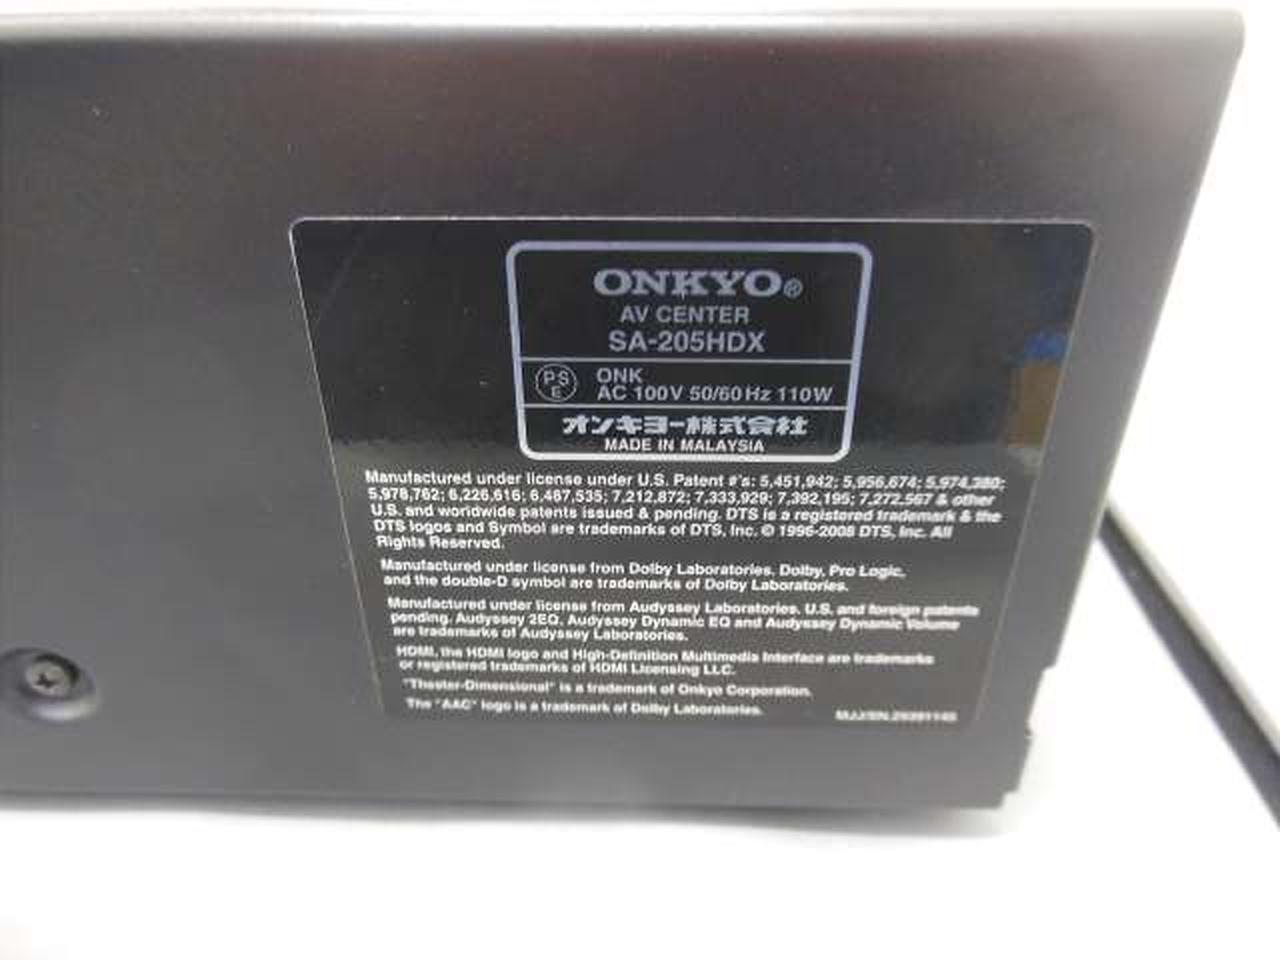 ONKYO®
AV CENTER
SA-205HDX
PS
E
ONK
AC 100V 50/60Hz 110W
オンキヨー株式会社
MADE IN MALAYSIA
Manufactured under license under U.S. Patent #'s: 5,451,942; 5,956,674; 5,974,380;
5,978,762; 6,226,616; 6,487,535; 7,212,872; 7,333,929; 7,392,195; 7,272,567 & other
U.S. and worldwide patents issued & pending. DTS is a registered trademark & the
DTS logos and Symbol are trademarks of DTS, Inc. © 1996-2008 DTS, Inc. All
Rights Reserved.
Manufactured under license from Dolby Laboratories. Dolby, Pro Logic,
and the double-D symbol are trademarks of Dolby Laboratories.
Manufactured under license from Audyssey Laboratories. U.S. and foreign patents
pending. Audyssey 2EQ, Audyssey Dynamic EQ and Audyssey Dynamic Volume
are trademarks of Audyssey Laboratories.
HDMI, the HDMI logo and High-Definition Multimedia Interface are trademarks
or registered trademarks of HDMI Licensing LLC.
"Theater-Dimensional" is a trademark of Onkyo Corporation.
The "AAC" logo is a trademark of Dolby Laboratories.